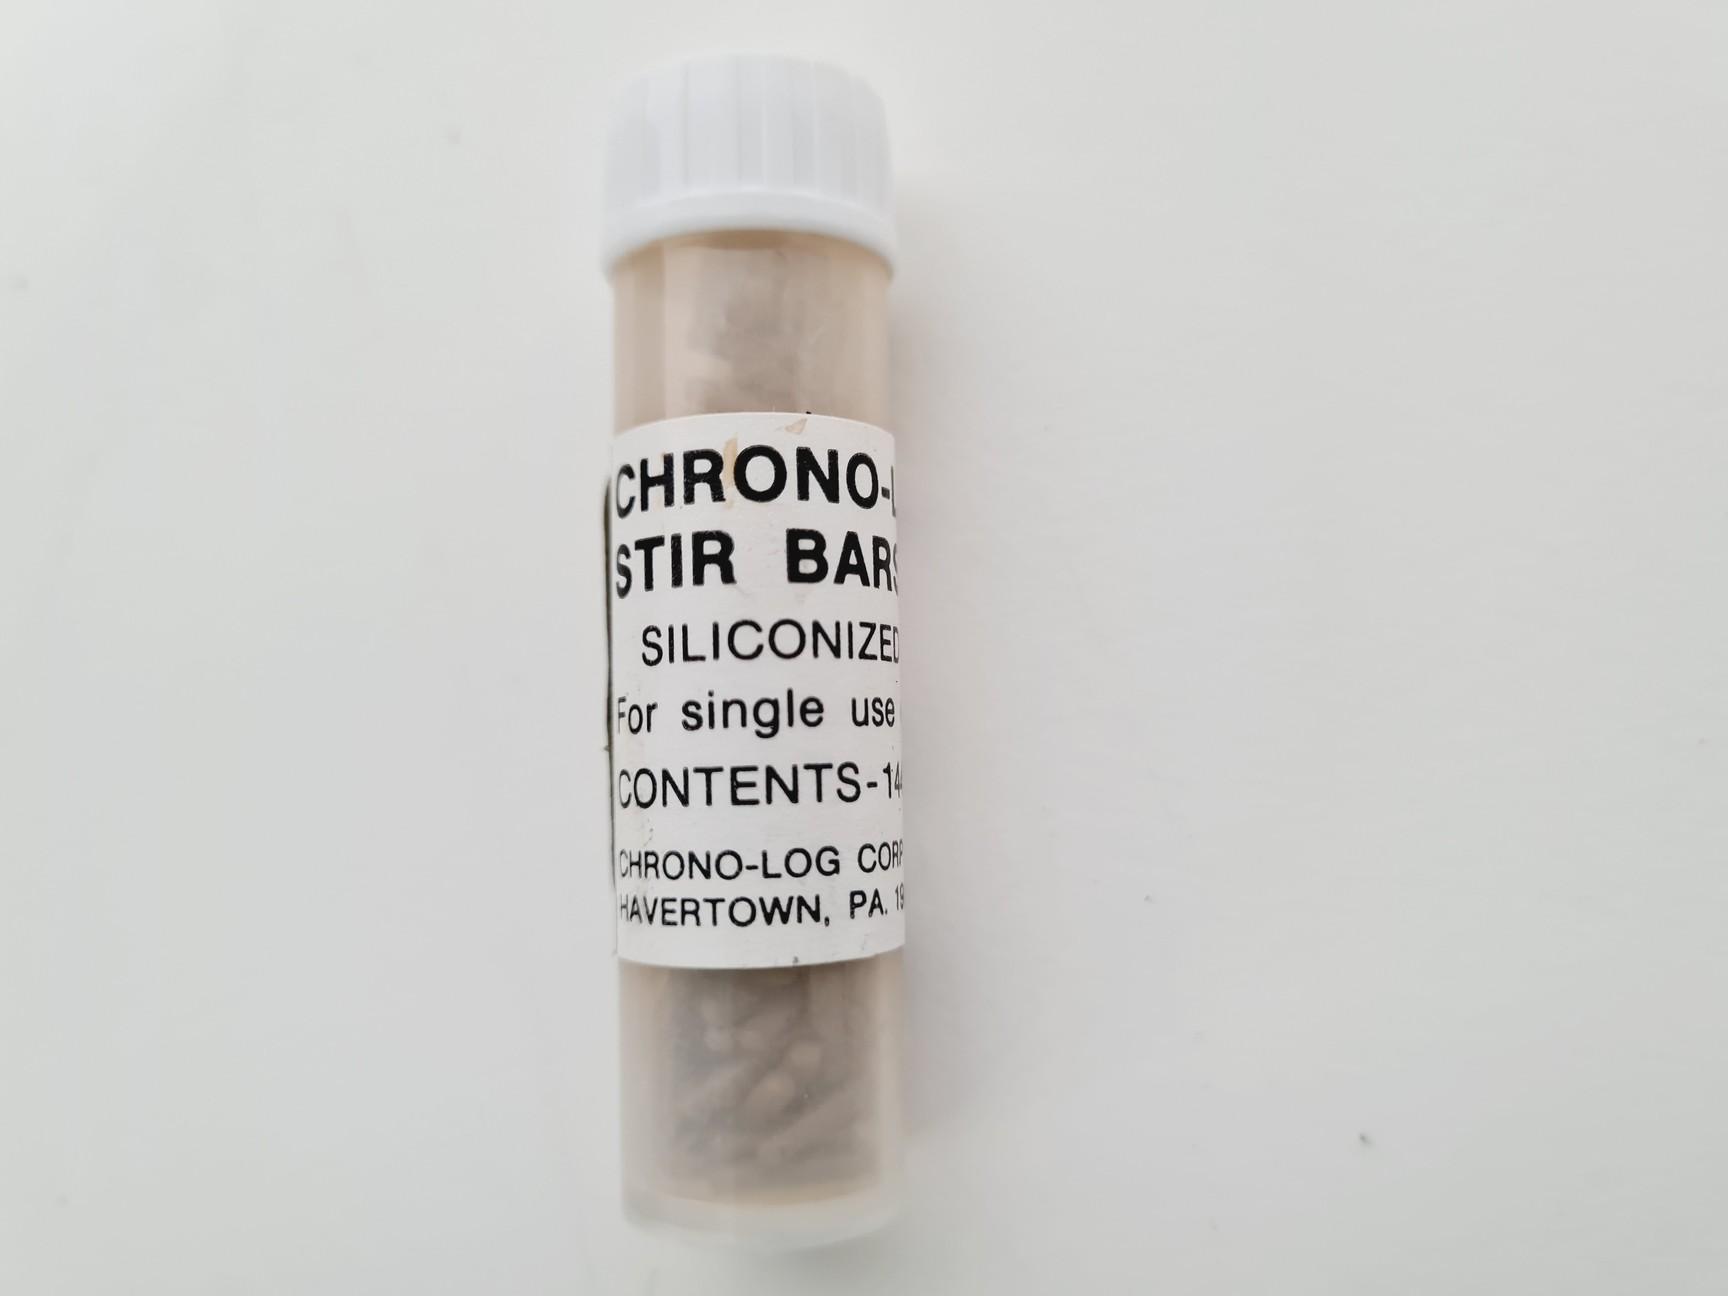 CHRONO-L
STIR BARS
SILICONIZED
For single use
CONTENTS-14
CHRONO-LOG CORP
HAVERTOWN, PA. 19